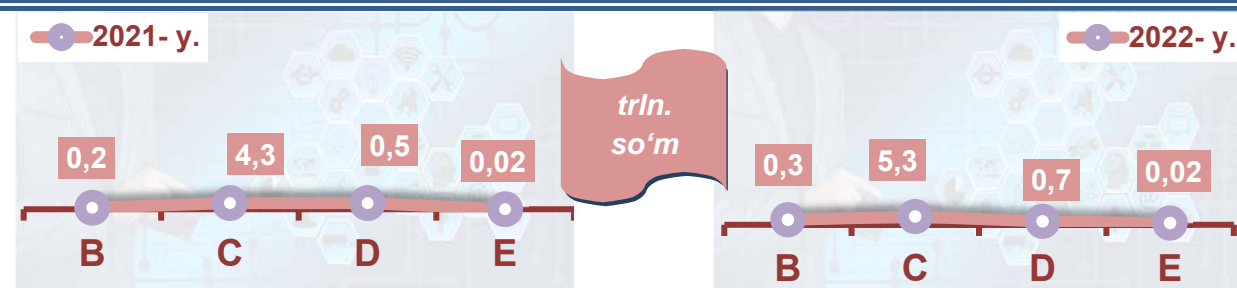 2021- y.
0,2
4,3
0,5
0,02
B
C
D
E
trln.
so‘m
2022- y.
0,3
5,3
0,7
0,02
B
C
D
E